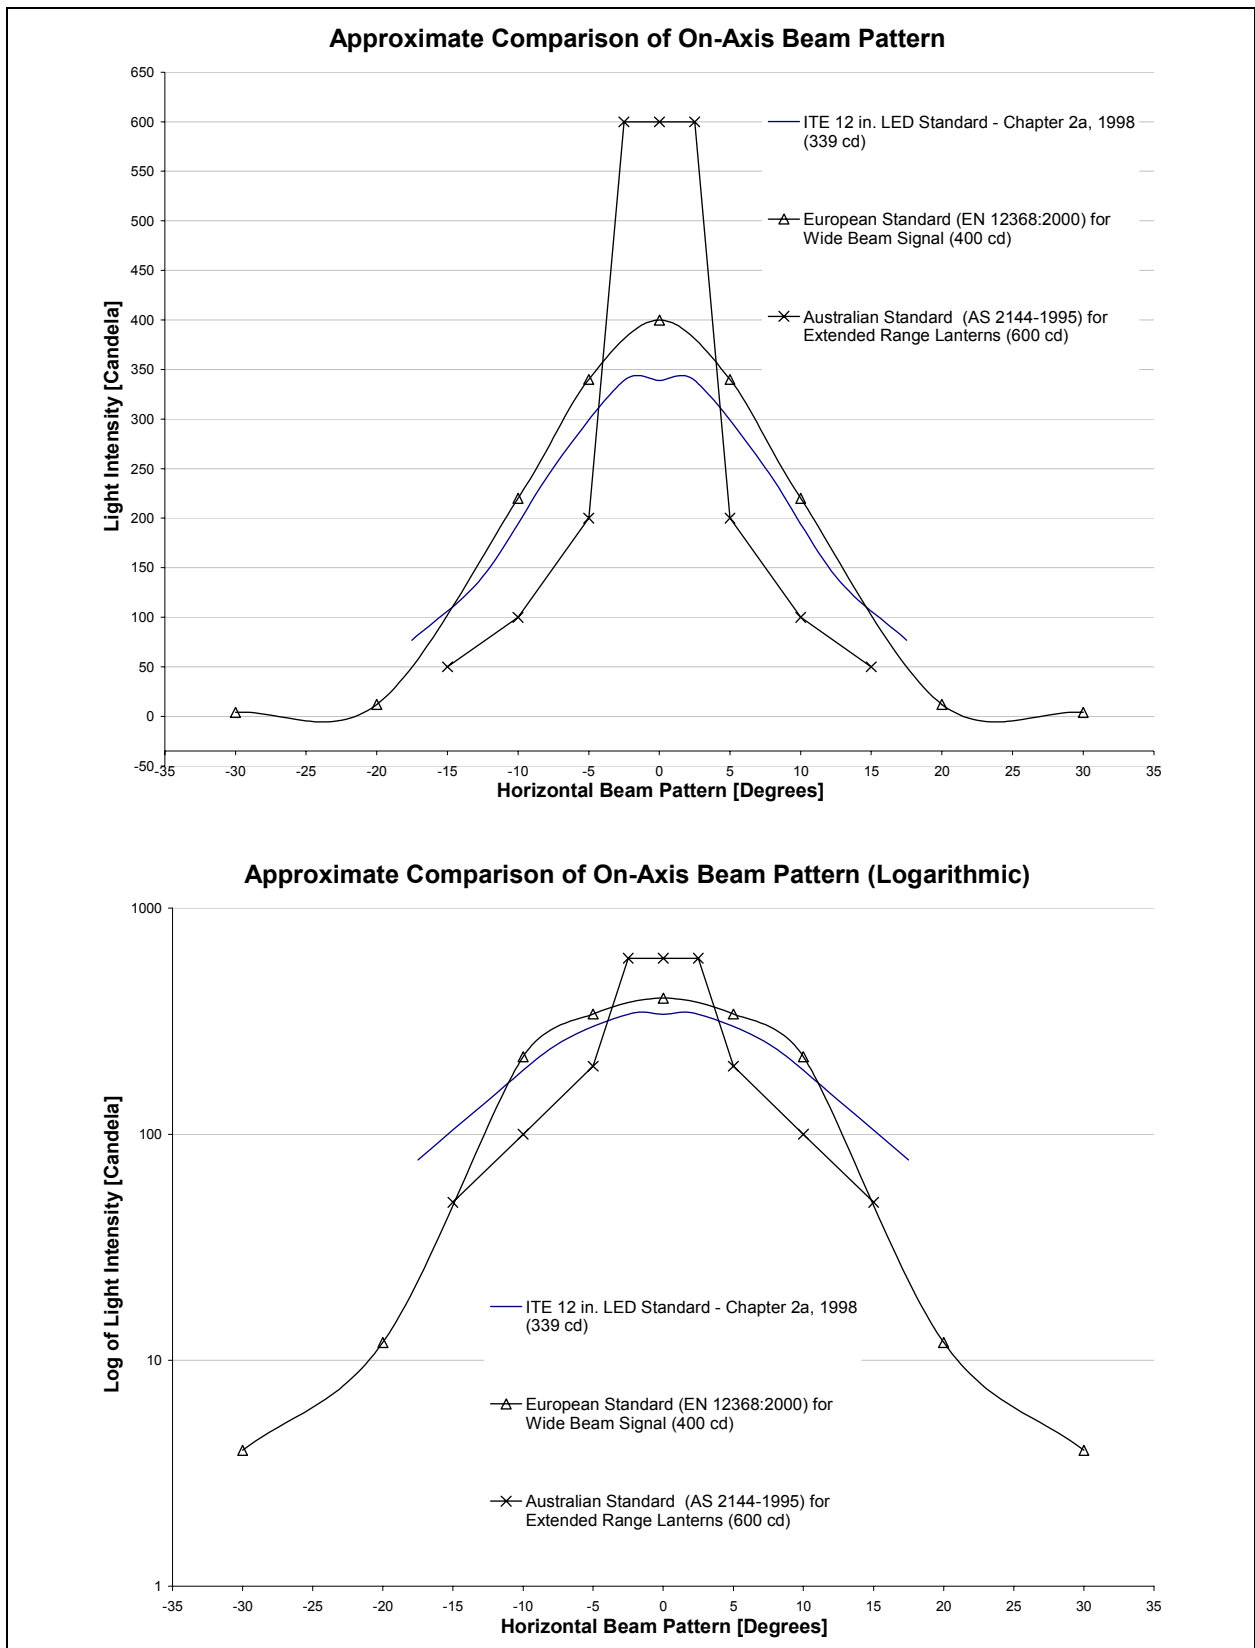 Approximate Comparison of On-Axis Beam Pattern
650
600
550
500
450
400
350
300
250
200
150
100
50
0
-50
Light Intensity [Candela]
ITE 12 in. LED Standard - Chapter 2a, 1998
(339 cd)
European Standard (EN 12368:2000) for
Wide Beam Signal (400 cd)
Australian Standard (AS 2144-1995) for
Extended Range Lanterns (600 cd)
-35 -30 -25 -20 -15 -10 -5 0 5 10 15 20 25 30 35
Horizontal Beam Pattern [Degrees]
Approximate Comparison of On-Axis Beam Pattern (Logarithmic)
1000
100
10
1
Log of Light Intensity [Candela]
ITE 12 in. LED Standard - Chapter 2a, 1998
(339 cd)
European Standard (EN 12368:2000) for
Wide Beam Signal (400 cd)
Australian Standard (AS 2144-1995) for
Extended Range Lanterns (600 cd)
-35 -30 -25 -20 -15 -10 -5 0 5 10 15 20 25 30 35
Horizontal Beam Pattern [Degrees]